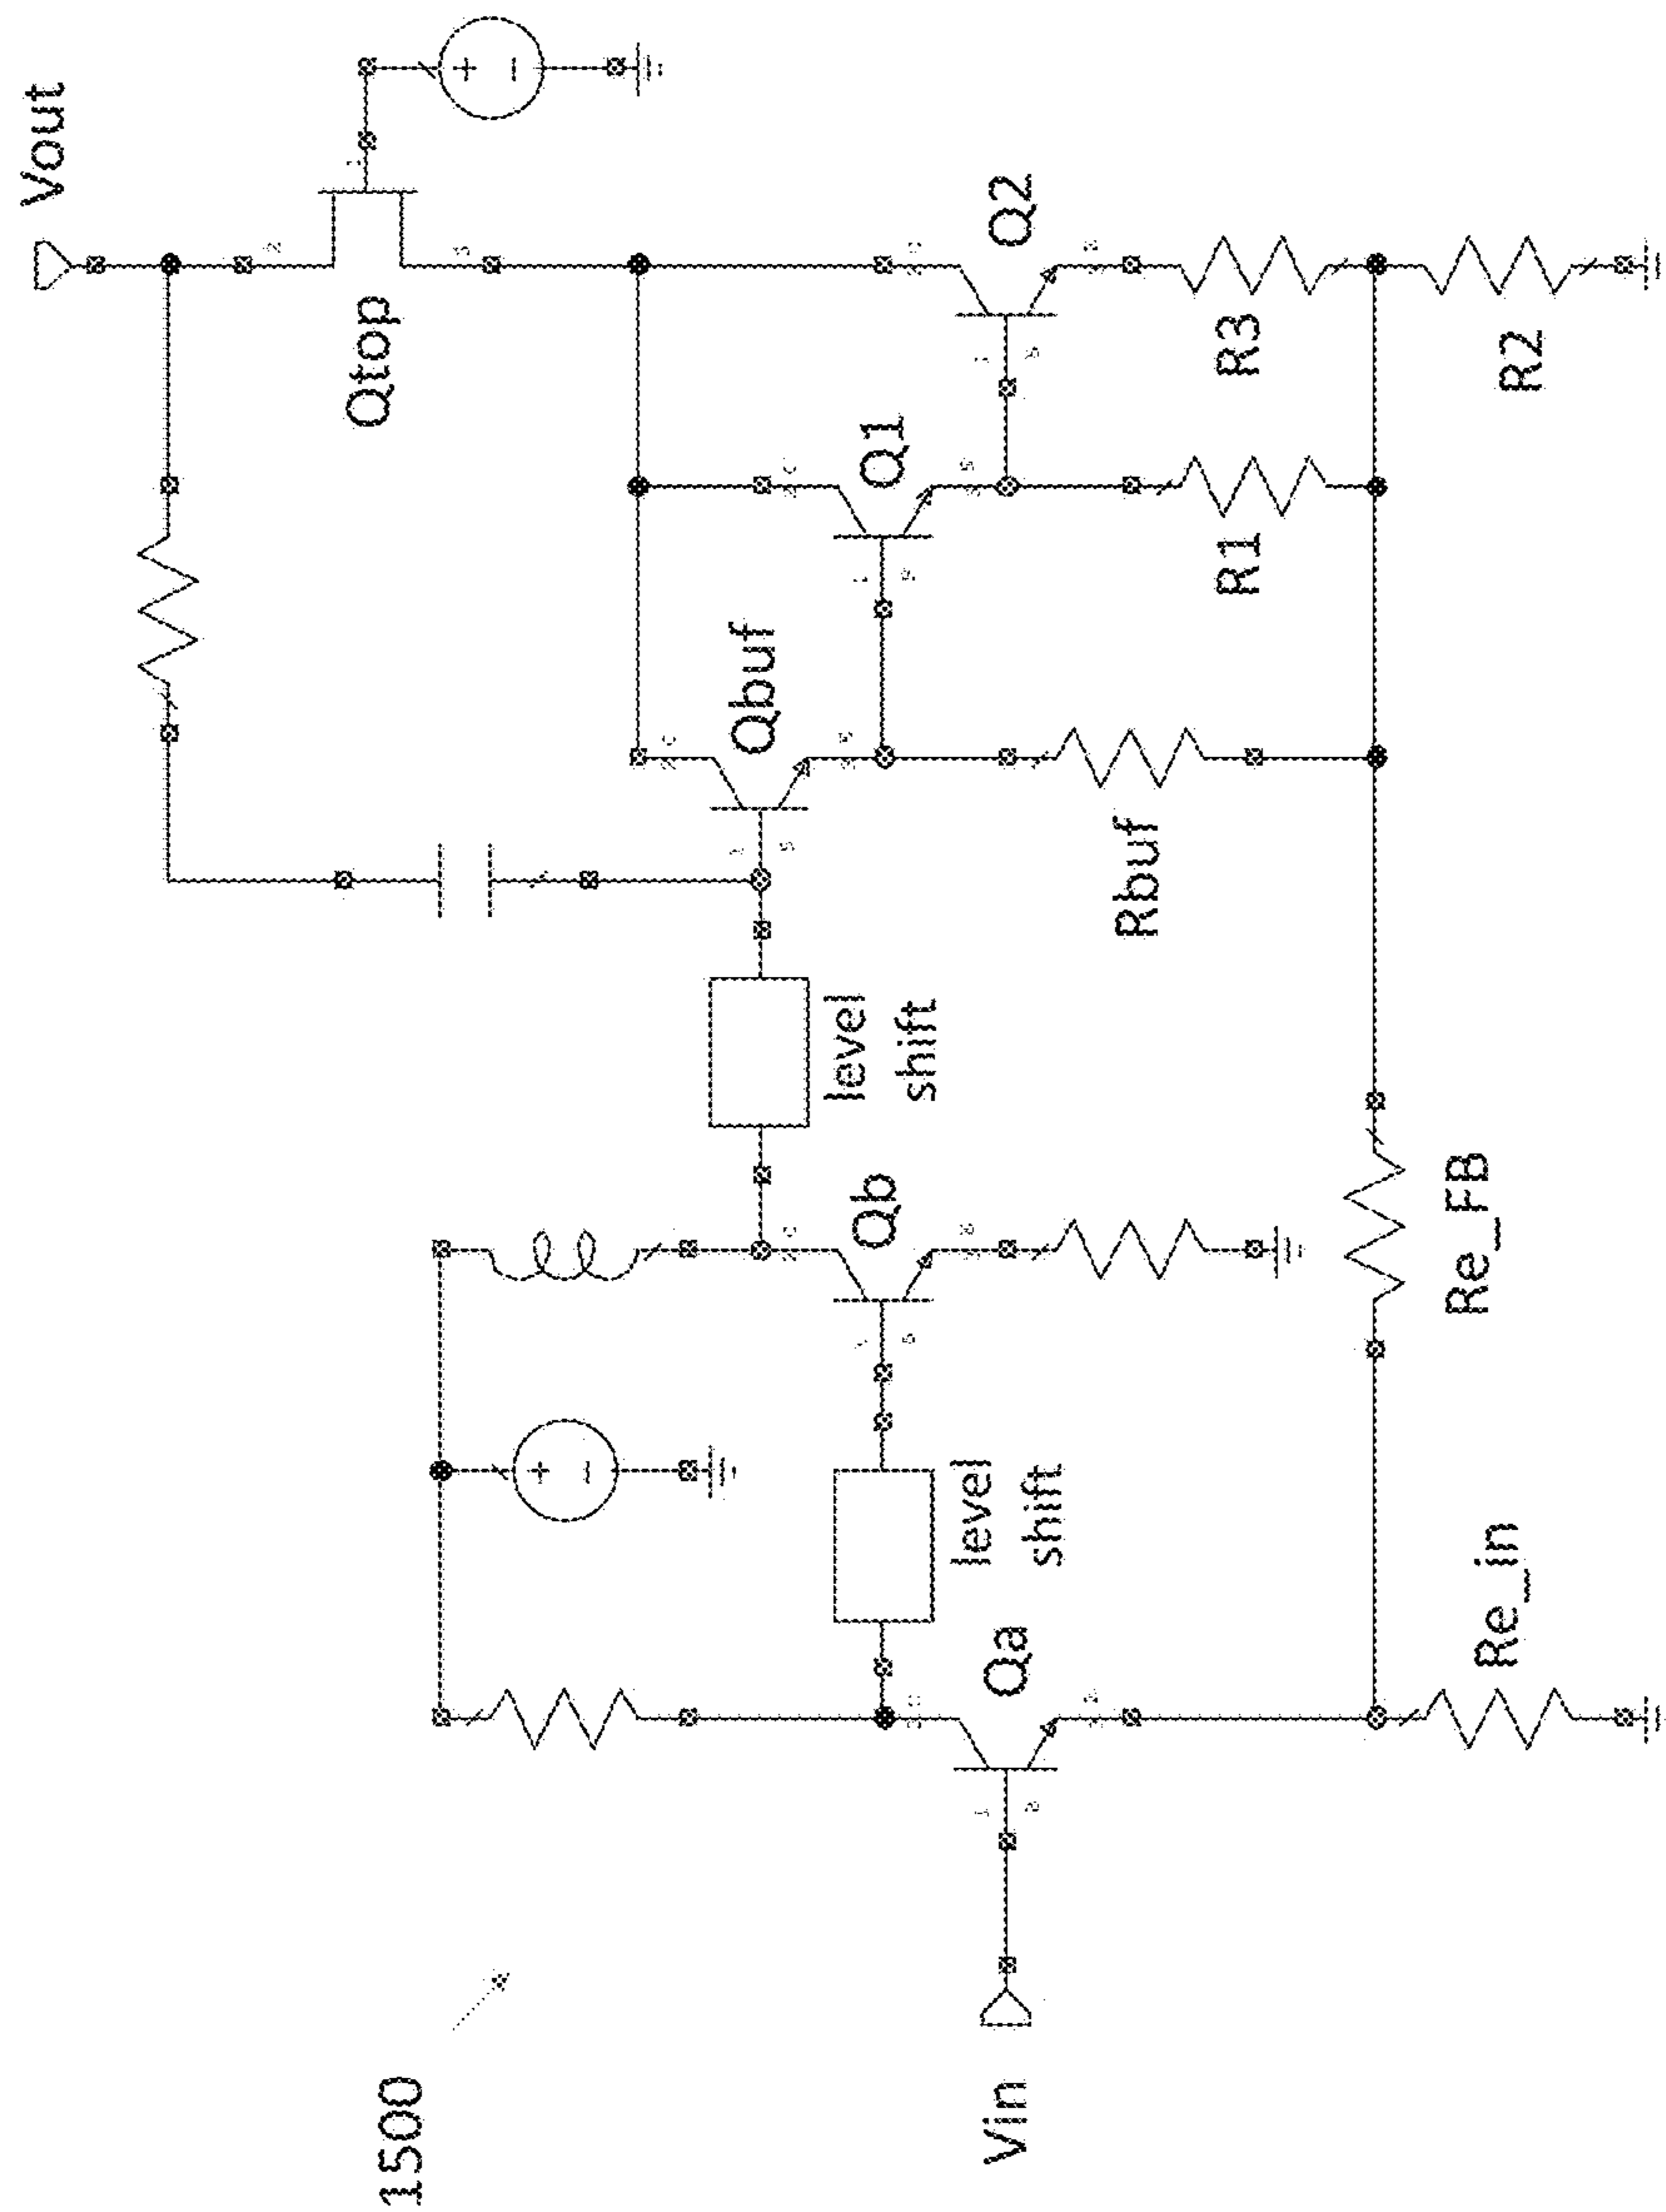 1500
Vin
Vout
Qtop
Qbuf
Q1
Q2
level
shift
Qb
level
shift
Qa
Rbuf
R1
R3
R2
Re_FB
Re_in